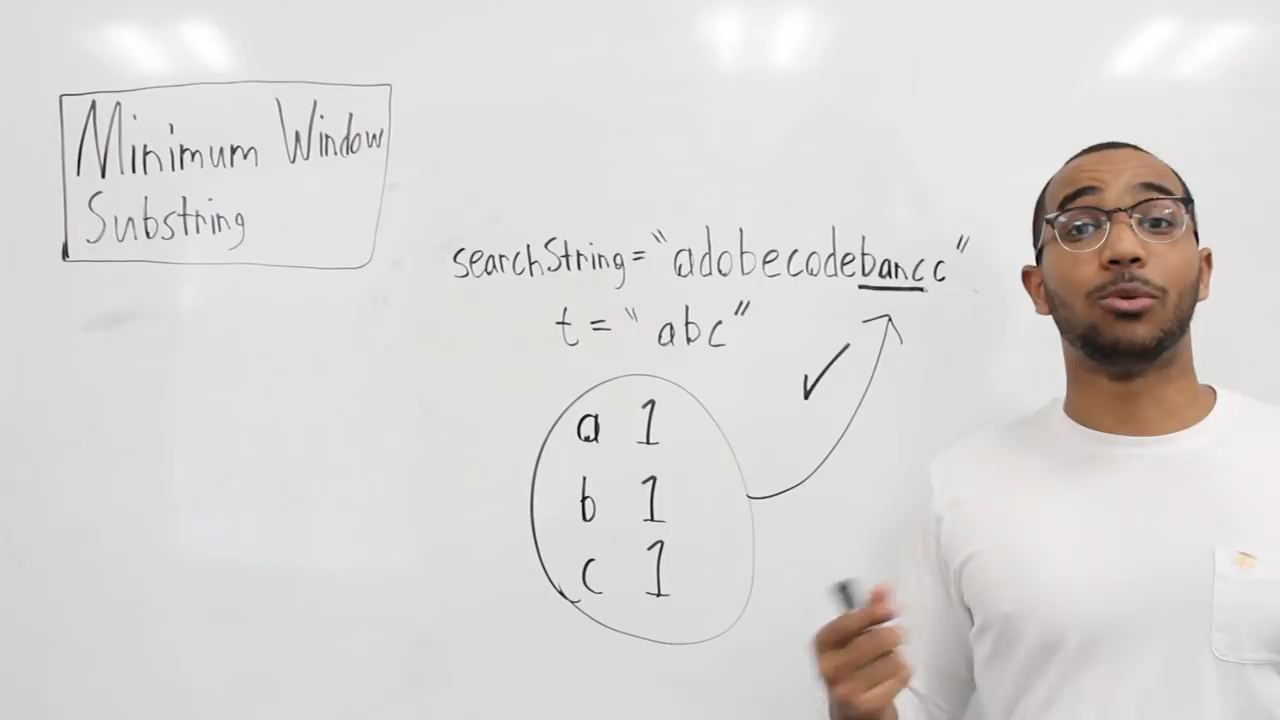 Minimum Window
Substring
searchString = "adobecodebancc"
t = "abc"
a 1
b 1
c 1